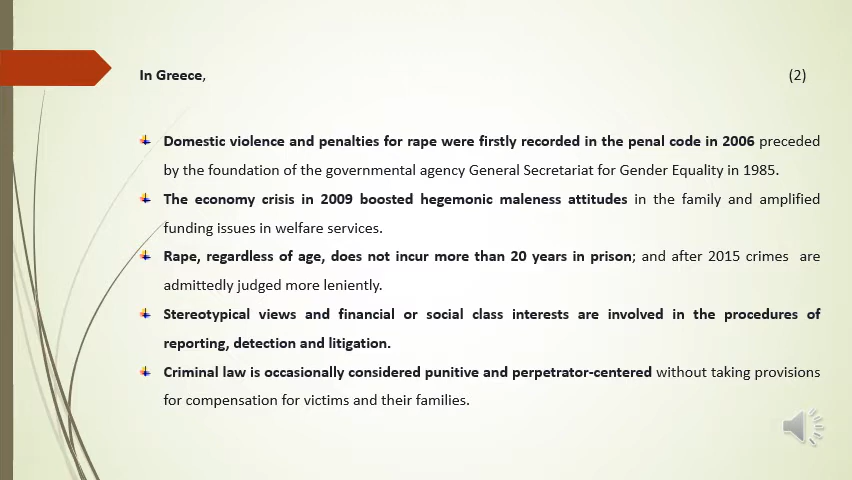 In Greece, (2)
Domestic violence and penalties for rape were firstly recorded in the penal code in 2006 preceded
by the foundation of the governmental agency General Secretariat for Gender Equality in 1985.
The economy crisis in 2009 boosted hegemonic maleness attitudes in the family and amplified
funding issues in welfare services.
Rape, regardless of age, does not incur more than 20 years in prison; and after 2015 crimes are
admittedly judged more leniently.
Stereotypical views and financial or social class interests are involved in the procedures of
reporting, detection and litigation.
Criminal law is occasionally considered punitive and perpetrator-centered without taking provisions
for compensation for victims and their families.